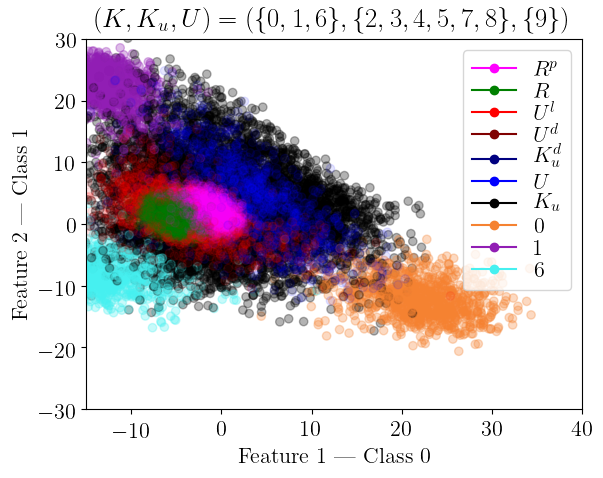 (K, K_u, U) = ({0, 1, 6}, {2, 3, 4, 5, 7, 8}, {9})
30
20
10
0
−10
−20
−30
Feature 2 — Class 1
R^p
R
U^l
U^d
K_u^d
U
K_u
0
1
6
−10
0
10
20
30
40
Feature 1 — Class 0